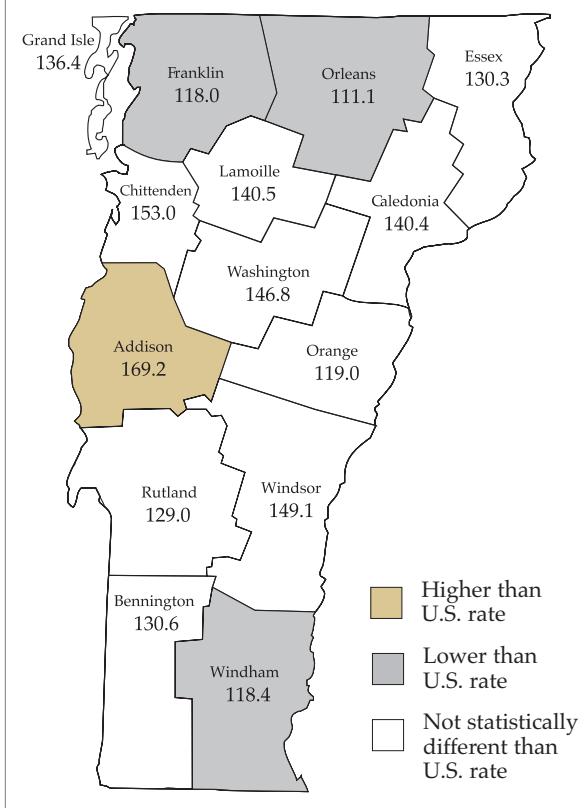 Grand Isle
136.4
Franklin
118.0
Orleans
111.1
Essex
130.3
Lamoille
140.5
Chittenden
153.0
Caledonia
140.4
Washington
146.8
Addison
169.2
Orange
119.0
Rutland
129.0
Windsor
149.1
Bennington
130.6
Windham
118.4
Higher than
U.S. rate
Lower than
U.S. rate
Not statistically
different than
U.S. rate